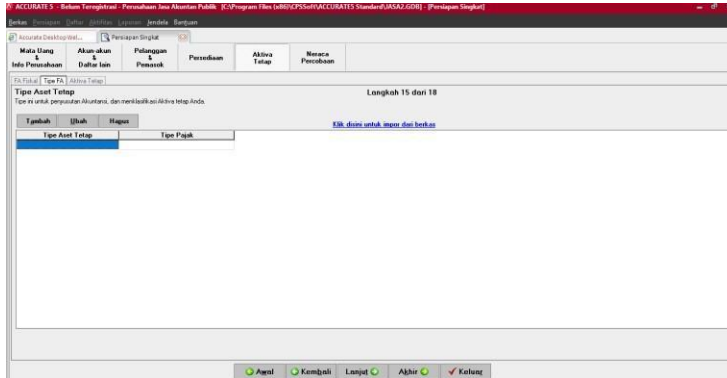 ACCURATE 5 - Belum Teregistrasi - Perusahaan Jasa Akuntan Publik [C:\Program Files (x86)\CPSSoft\ACCURATE5 Standard\JASA2.GDB] - [Persiapan Singkat]
Berkas Persiapan Daftar Aktifitas Laporan Jendela Bantuan
Accurate Desktop Wel... Persiapan Singkat
Mata Uang & Info Perusahaan
Akun-akun & Daftar lain
Pelanggan & Pemasok
Persediaan
Aktiva Tetap
Neraca Percobaan
FA Fiskal Tipe FA Aktiva Tetap
Tipe Aset Tetap Langkah 15 dari 18
Tipe ini untuk penyusutan Akuntansi, dan menklasifikasi Aktiva tetap Anda.
Tambah Ubah Hapus Klik disini untuk impor dari berkas
Tipe Aset Tetap Tipe Pajak
Awal Kembali Lanjut Akhir Keluar